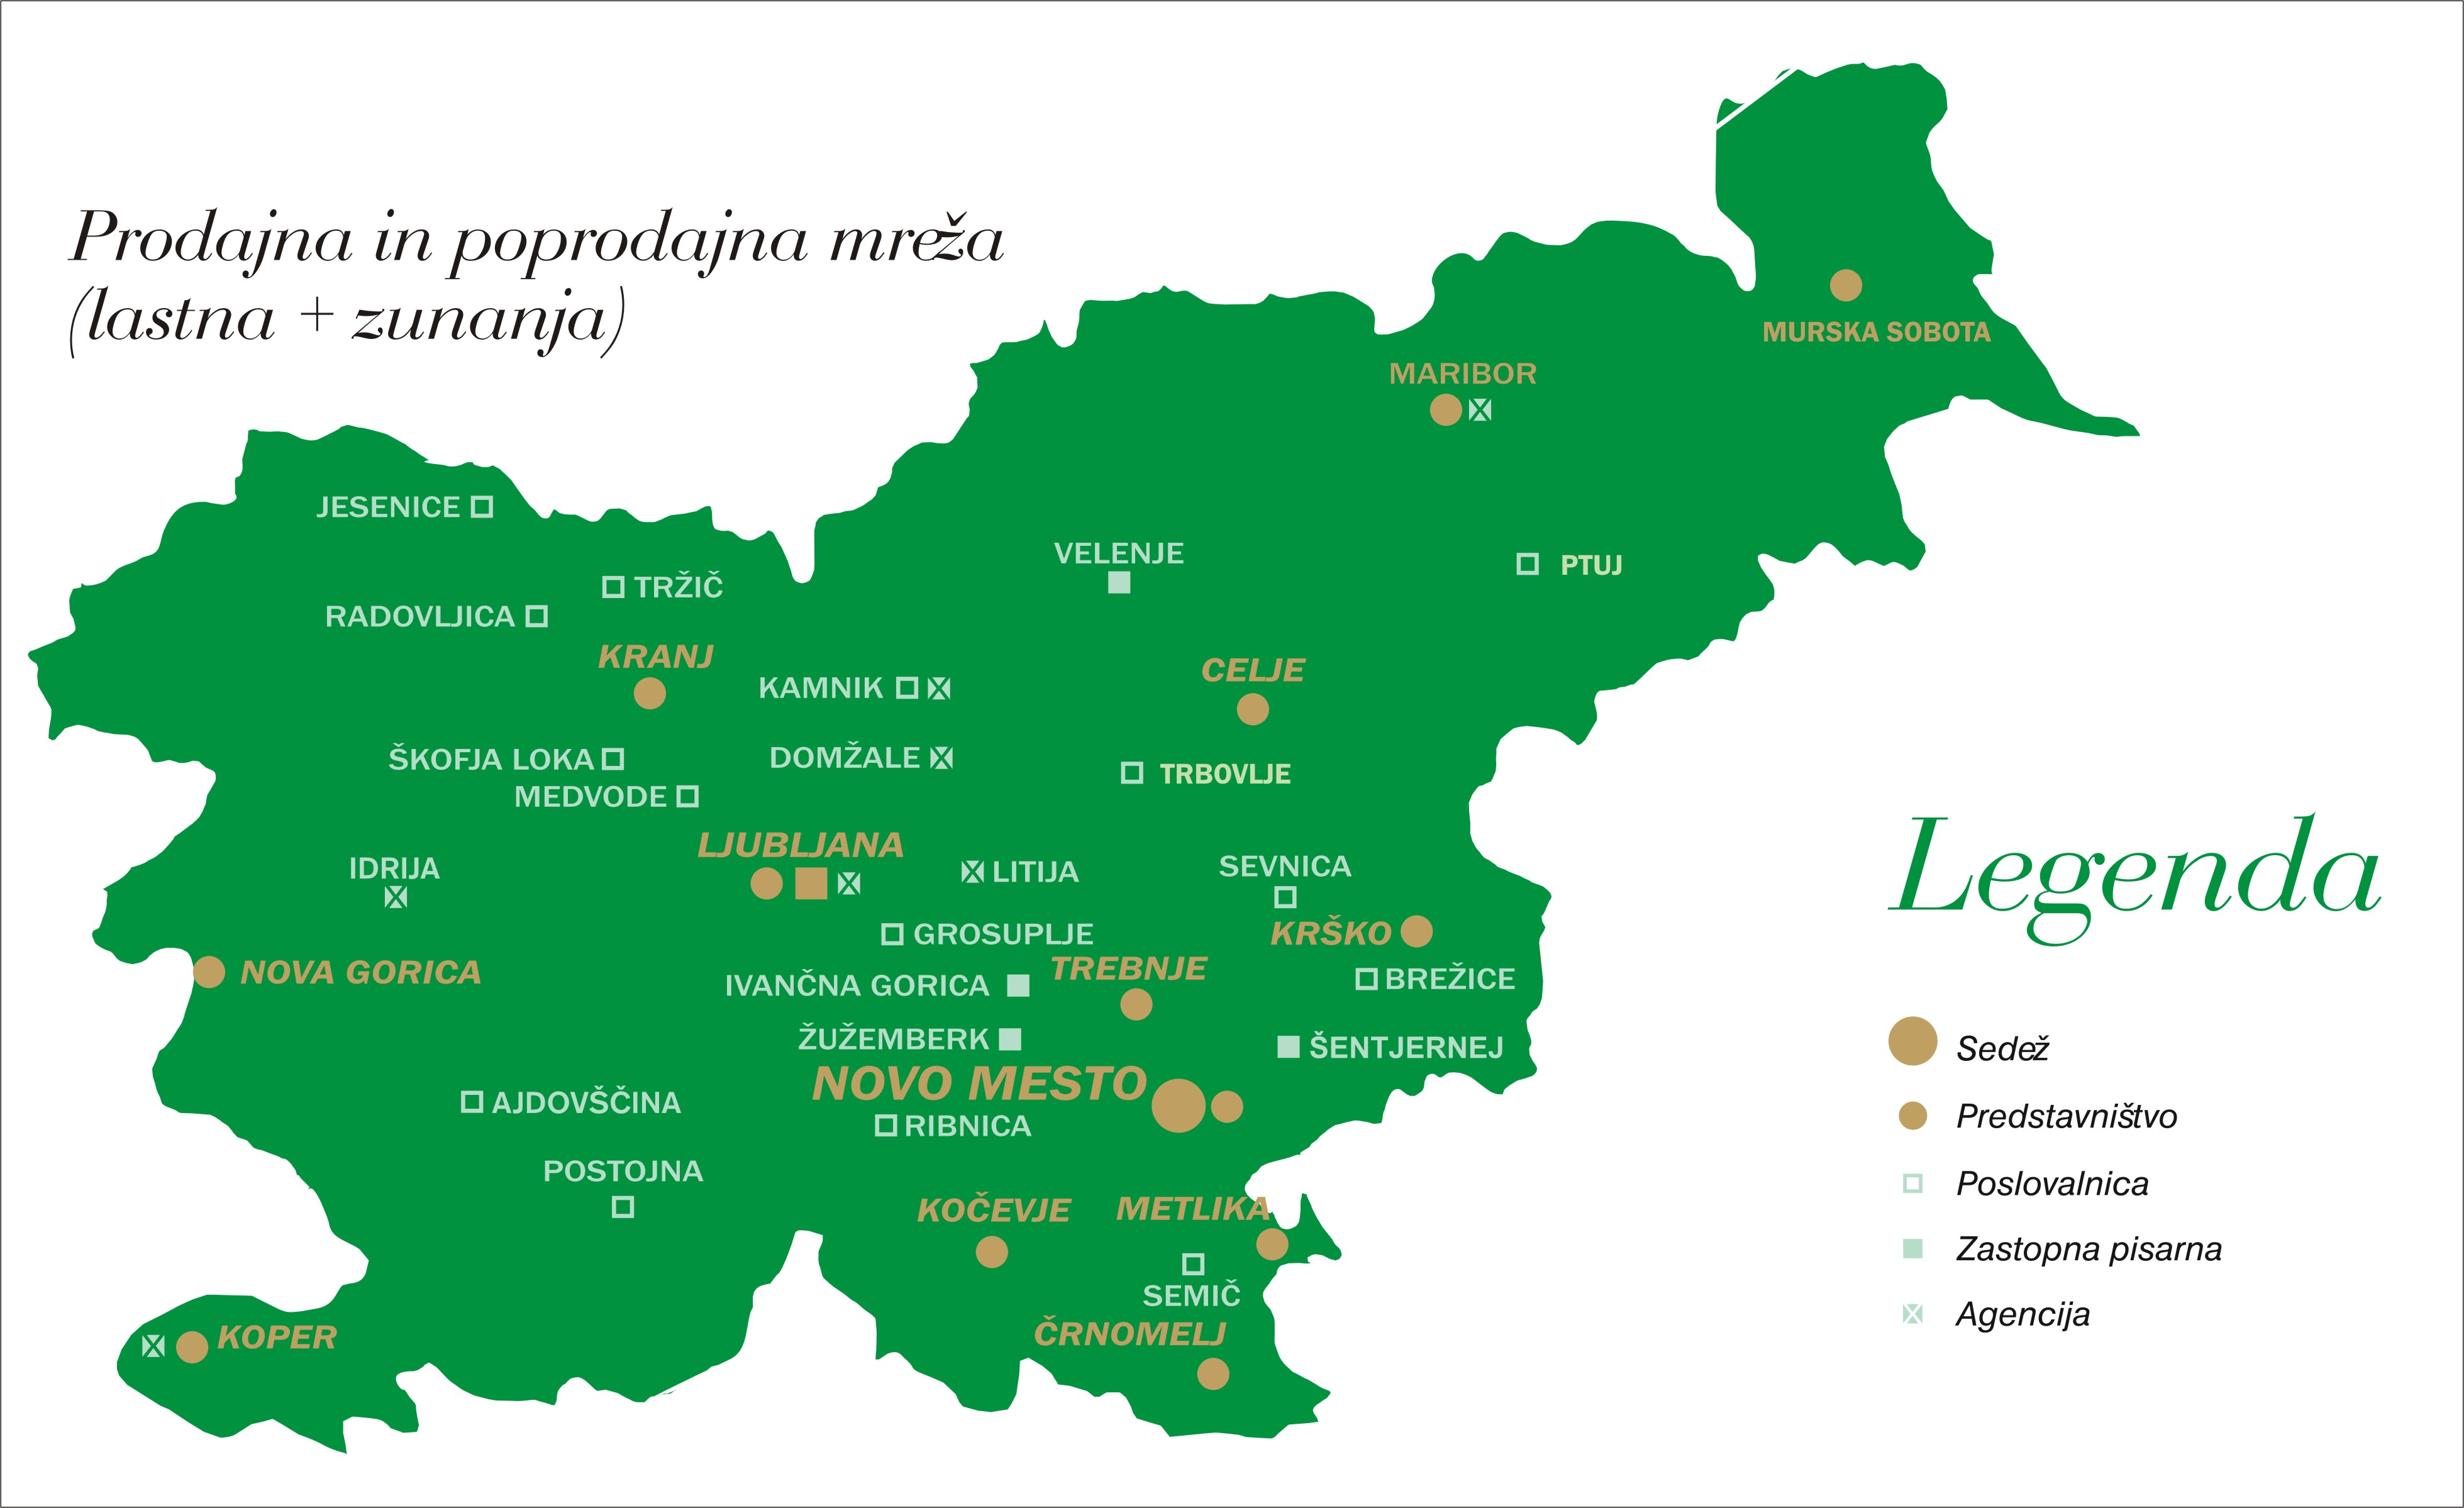 Prodajna in poprodajna mreža
(lastna + zunanja)
MURSKA SOBOTA
MARIBOR
JESENICE
VELENJE
PTUJ
TRŽIČ
RADOVLJICA
KRANJ
CELJE
KAMNIK
ŠKOFJA LOKA
DOMŽALE
TRBOVLJE
MEDVODE
LJUBLJANA
IDRIJA
LITIJA
SEVNICA
GROSUPLJE
KRŠKO
NOVA GORICA
TREBNJE
IVANČNA GORICA
BREŽICE
ŽUŽEMBERK
ŠENTJERNEJ
NOVO MESTO
AJDOVŠČINA
RIBNICA
POSTOJNA
KOČEVJE
METLIKA
SEMIČ
ČRNOMELJ
KOPER
Legenda
Sedež
Predstavništvo
Poslovalnica
Zastopna pisarna
Agencija